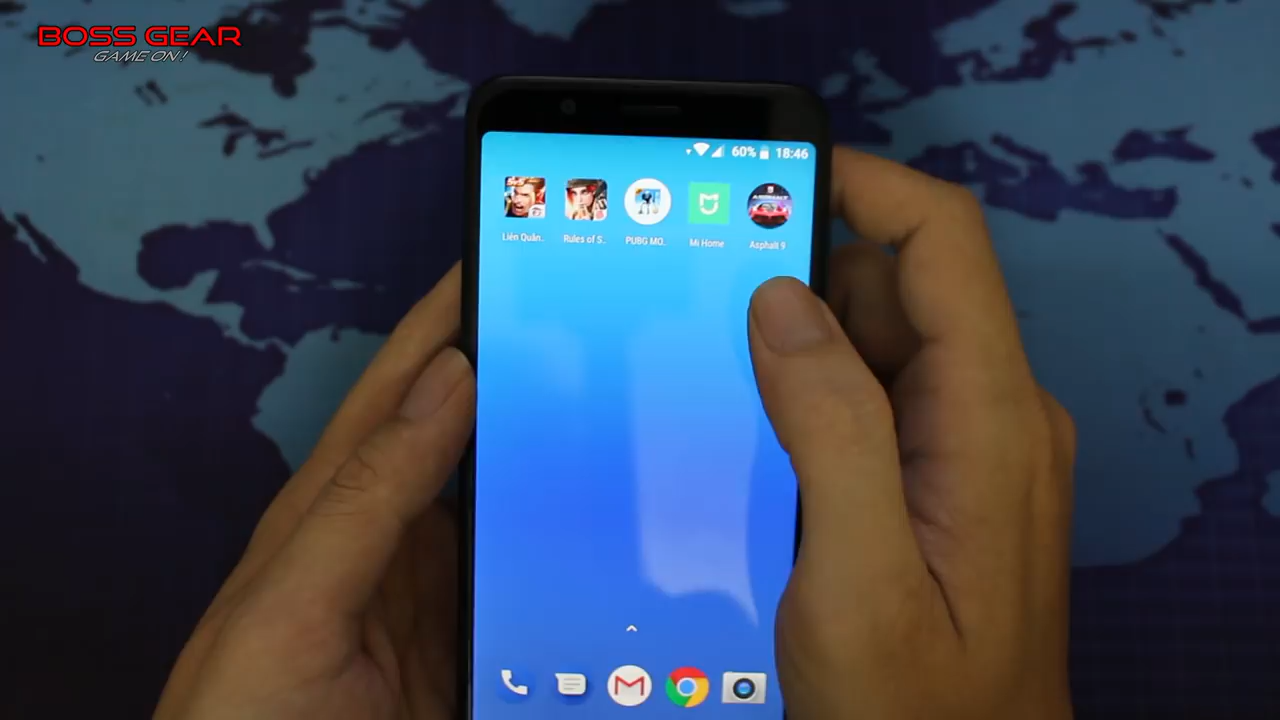 BOSS GEAR
GAME ON!
60% 18:46
Liên Quân..
Rules of S..
PUBG MO..
Mi Home
Asphalt 9